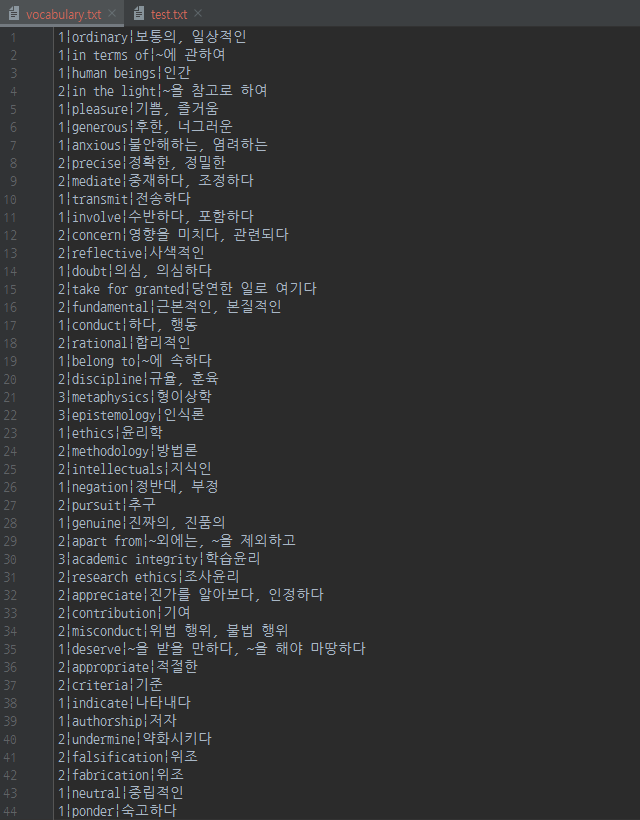 vocabulary.txt test.txt
1 1¦ordinary¦보통의, 일상적인
2 1¦in terms of¦~에 관하여
3 1¦human beings¦인간
4 2¦in the light¦~을 참고로 하여
5 1¦pleasure¦기쁨, 즐거움
6 1¦generous¦후한, 너그러운
7 1¦anxious¦불안해하는, 염려하는
8 2¦precise¦정확한, 정밀한
9 2¦mediate¦중재하다, 조정하다
10 1¦transmit¦전송하다
11 1¦involve¦수반하다, 포함하다
12 2¦concern¦영향을 미치다, 관련되다
13 2¦reflective¦사색적인
14 1¦doubt¦의심, 의심하다
15 2¦take for granted¦당연한 일로 여기다
16 2¦fundamental¦근본적인, 본질적인
17 1¦conduct¦하다, 행동
18 2¦rational¦합리적인
19 1¦belong to¦~에 속하다
20 2¦discipline¦규율, 훈육
21 3¦metaphysics¦형이상학
22 3¦epistemology¦인식론
23 1¦ethics¦윤리학
24 2¦methodology¦방법론
25 2¦intellectuals¦지식인
26 1¦negation¦정반대, 부정
27 2¦pursuit¦추구
28 1¦genuine¦진짜의, 진품의
29 2¦apart from¦~외에는, ~을 제외하고
30 3¦academic integrity¦학습윤리
31 2¦research ethics¦조사윤리
32 2¦appreciate¦진가를 알아보다, 인정하다
33 2¦contribution¦기여
34 2¦misconduct¦위법 행위, 불법 행위
35 1¦deserve¦~을 받을 만하다, ~을 해야 마땅하다
36 2¦appropriate¦적절한
37 2¦criteria¦기준
38 1¦indicate¦나타내다
39 1¦authorship¦저자
40 2¦undermine¦약화시키다
41 2¦falsification¦위조
42 2¦fabrication¦위조
43 1¦neutral¦중립적인
44 1¦ponder¦숙고하다